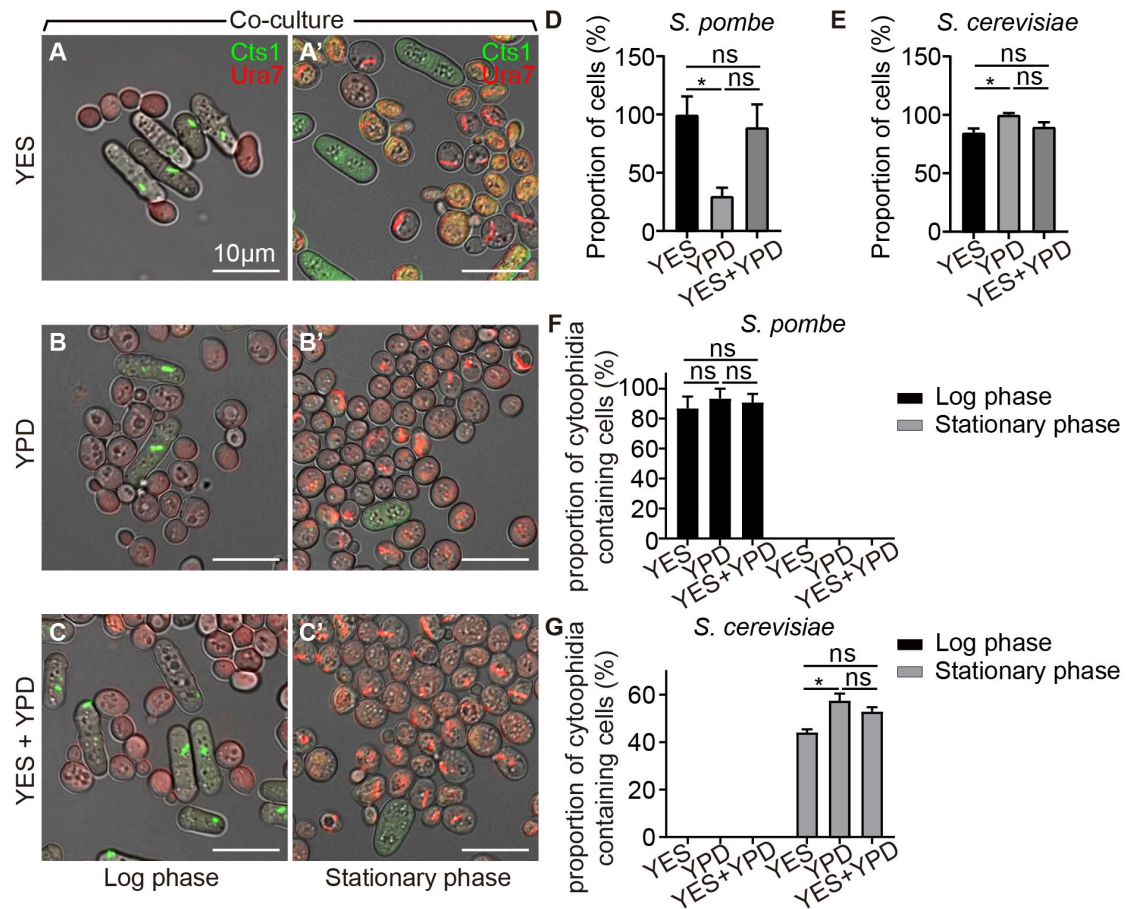 Co-culture
A
Cts1
Ura7
10µm
A'
Cts1
Ura7
YES
B
B'
YPD
C
C'
YES + YPD
Log phase
Stationary phase
D
S. pombe
Proportion of cells (%)
150
100
50
0
ns
*
ns
YES
YPD
YES+YPD
E
S. cerevisiae
Proportion of cells (%)
150
100
50
0
ns
*
ns
YES
YPD
YES+YPD
F
S. pombe
proportion of cytoophidia
containing cells (%)
100
80
60
40
20
0
ns
ns
ns
YES
YPD
YES+YPD
YES
YPD
YES+YPD
Log phase
Stationary phase
G
S. cerevisiae
proportion of cytoophidia
containing cells (%)
60
40
20
0
ns
*
ns
YES
YPD
YES+YPD
YES
YPD
YES+YPD
Log phase
Stationary phase